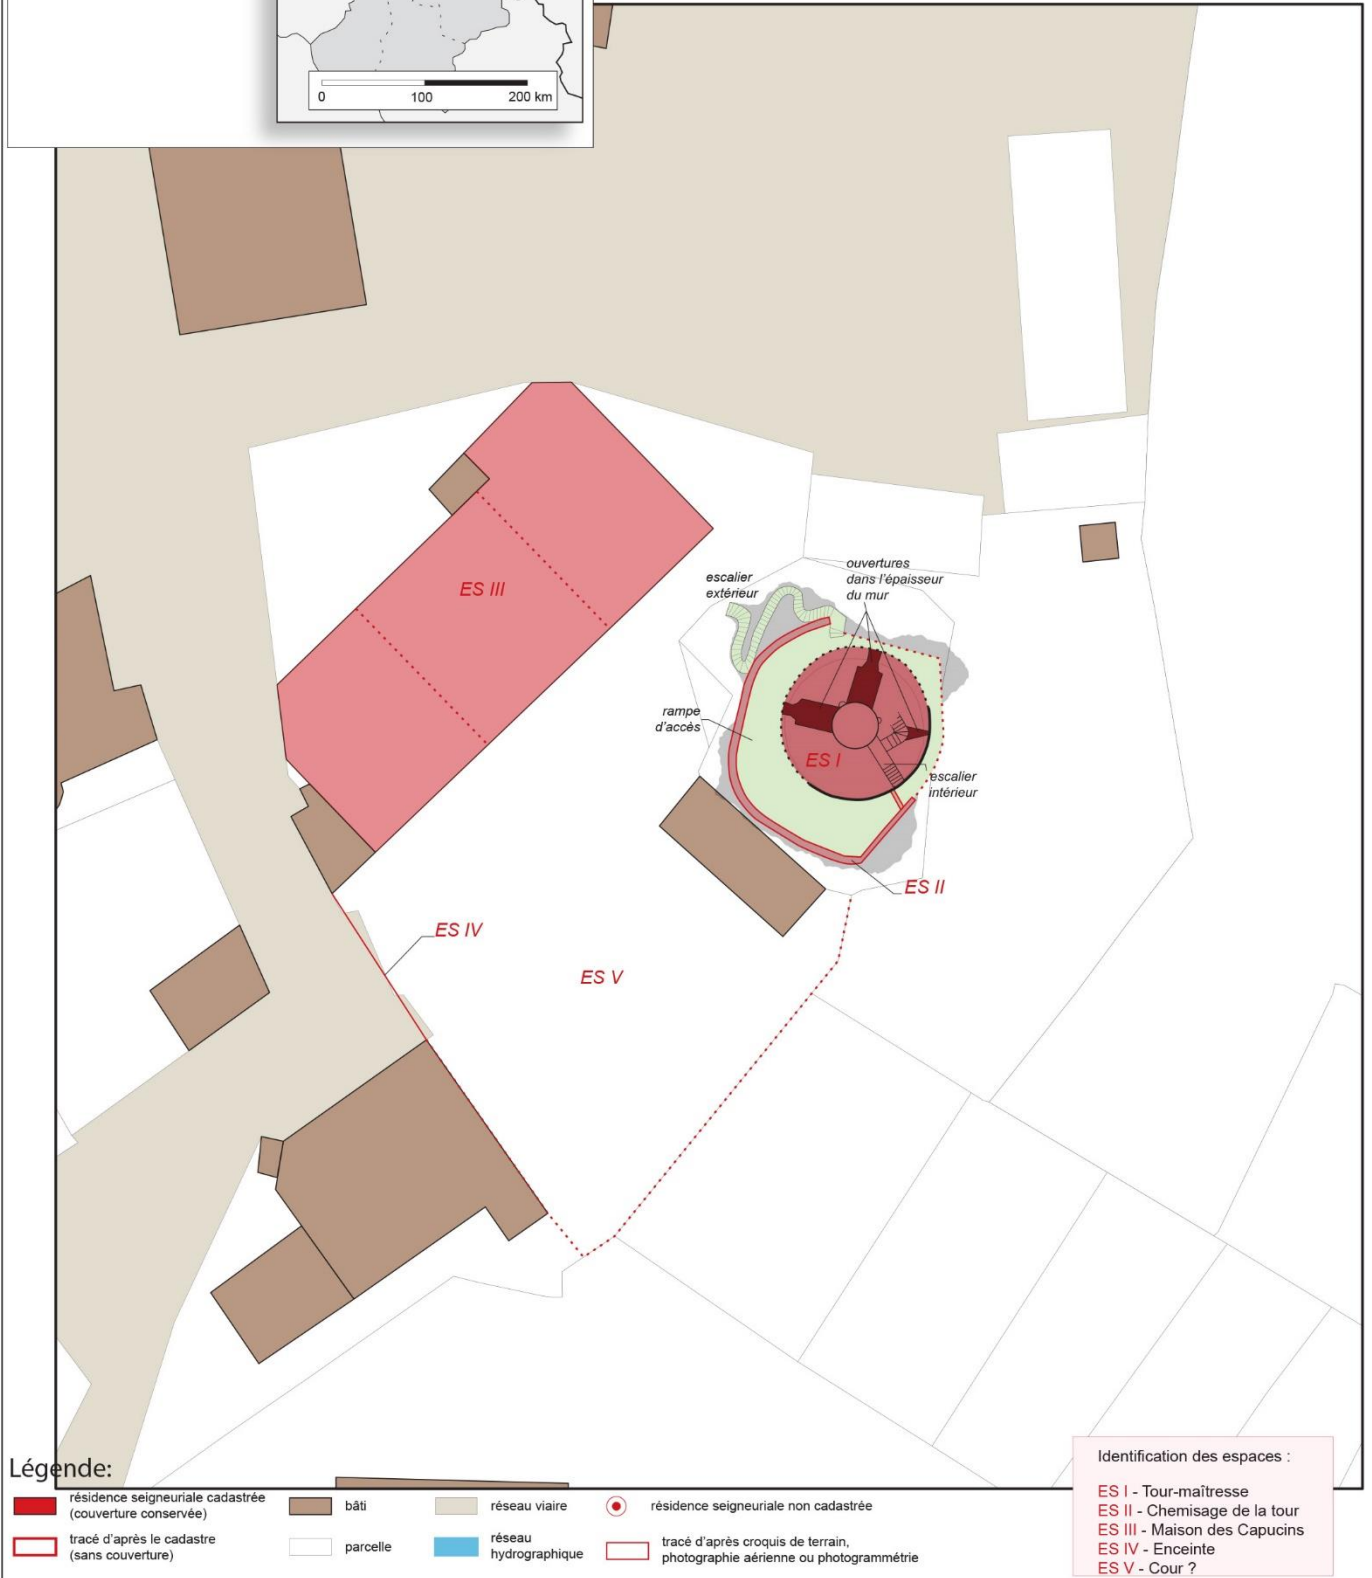 0 100 200 km
escalier
extérieur
ouvertures
dans l'épaisseur
du mur
ES III
rampe
d'accès
ES I
escalier
intérieur
ES II
ES IV
ES V
Légende:
résidence seigneuriale cadastrée
(couverture conservée)
bâti
réseau viaire
résidence seigneuriale non cadastrée
tracé d'après le cadastre
(sans couverture)
parcelle
réseau
hydrographique
tracé d'après croquis de terrain,
photographie aérienne ou photogrammétrie
Identification des espaces :
ES I - Tour-maîtresse
ES II - Chemisage de la tour
ES III - Maison des Capucins
ES IV - Enceinte
ES V - Cour ?